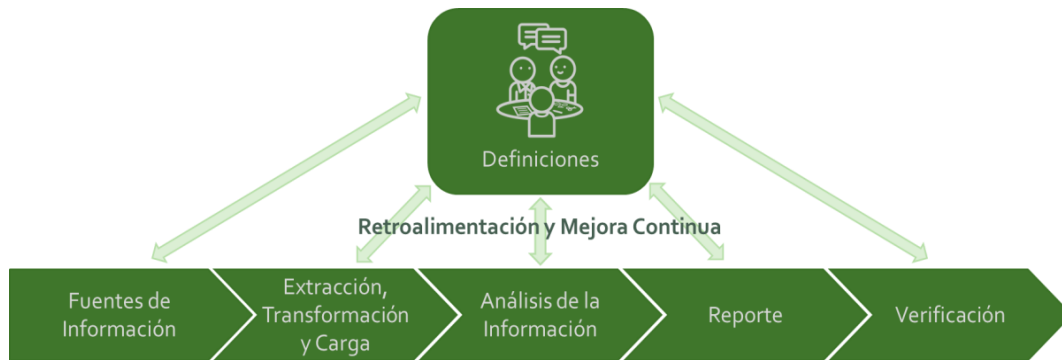 Definiciones
Retroalimentación y Mejora Continua
Fuentes de
Información
Extracción,
Transformación
y Carga
Análisis de la
Información
Reporte
Verificación